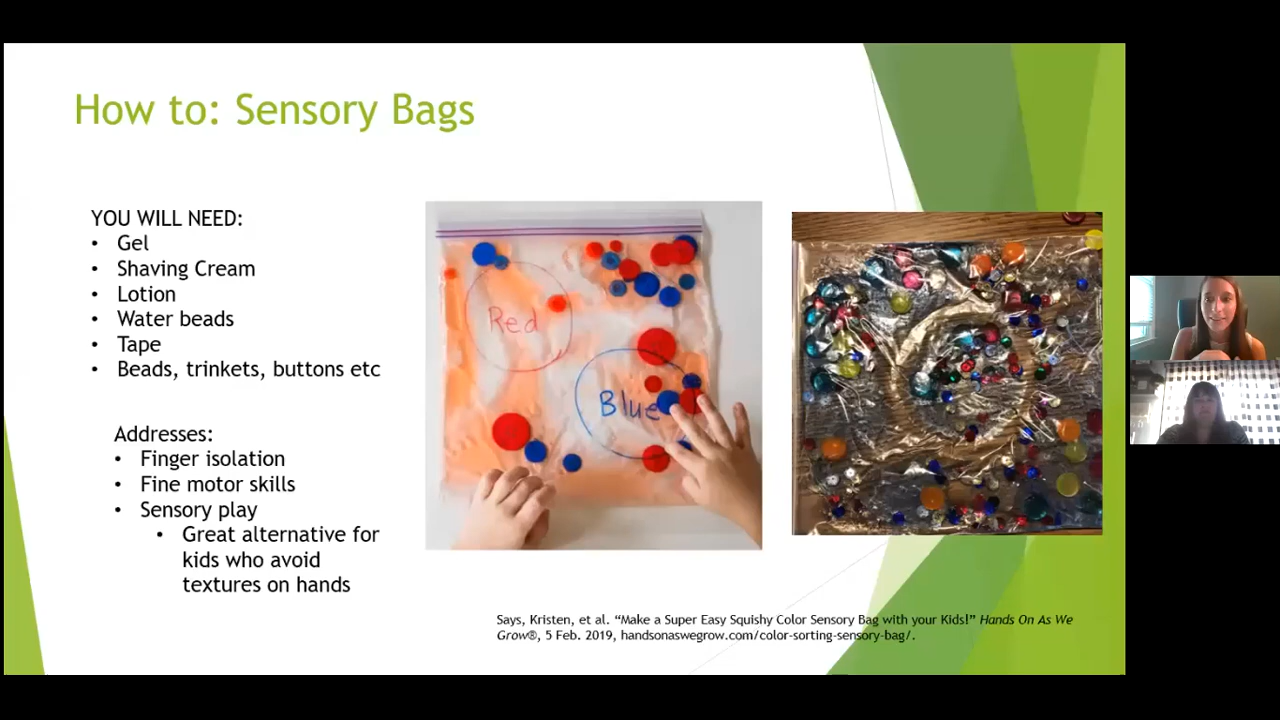 How to: Sensory Bags
YOU WILL NEED:
• Gel
• Shaving Cream
• Lotion
• Water beads
• Tape
• Beads, trinkets, buttons etc
Addresses:
• Finger isolation
• Fine motor skills
• Sensory play
• Great alternative for
kids who avoid
textures on hands
Red
Blue
Says, Kristen, et al. “Make a Super Easy Squishy Color Sensory Bag with your Kids!” Hands On As We
Grow®, 5 Feb. 2019, handsonaswegrow.com/color-sorting-sensory-bag/.